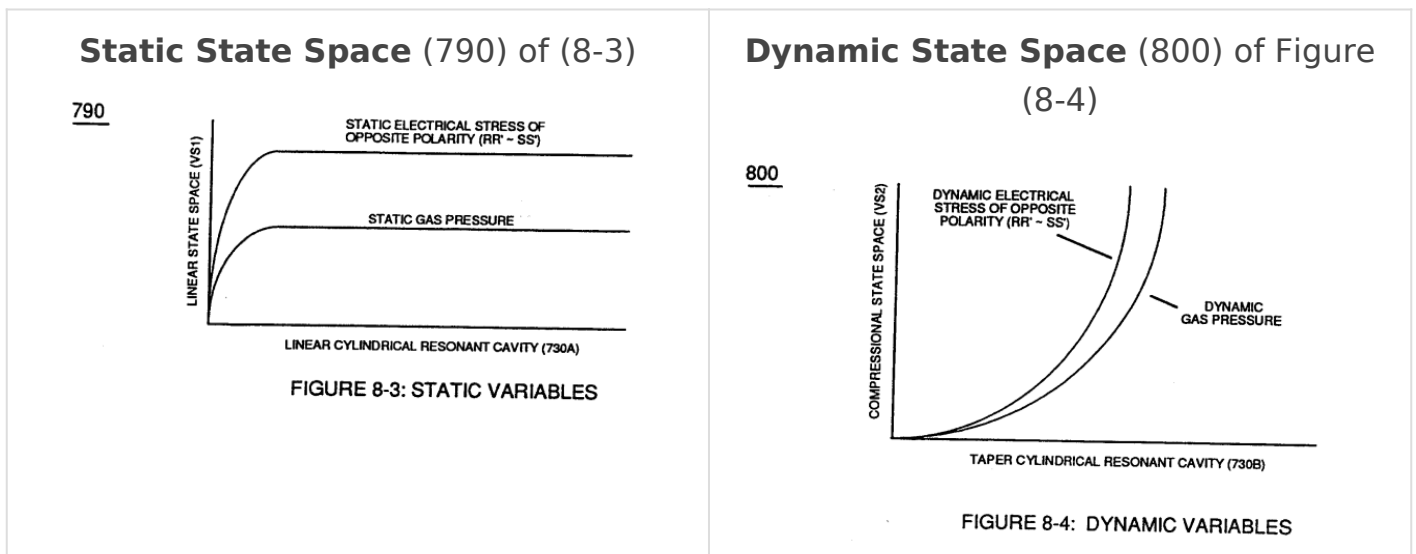 Static State Space (790) of (8-3)
790
STATIC ELECTRICAL STRESS OF
OPPOSITE POLARITY (RR' ~ SS')
LINEAR STATE SPACE (VS1)
STATIC GAS PRESSURE
LINEAR CYLINDRICAL RESONANT CAVITY (730A)
FIGURE 8-3: STATIC VARIABLES
Dynamic State Space (800) of Figure
(8-4)
800
DYNAMIC ELECTRICAL
STRESS OF OPPOSITE
POLARITY (RR' ~ SS')
COMPRESSIONAL STATE SPACE (VS2)
DYNAMIC
GAS PRESSURE
TAPER CYLINDRICAL RESONANT CAVITY (730B)
FIGURE 8-4: DYNAMIC VARIABLES